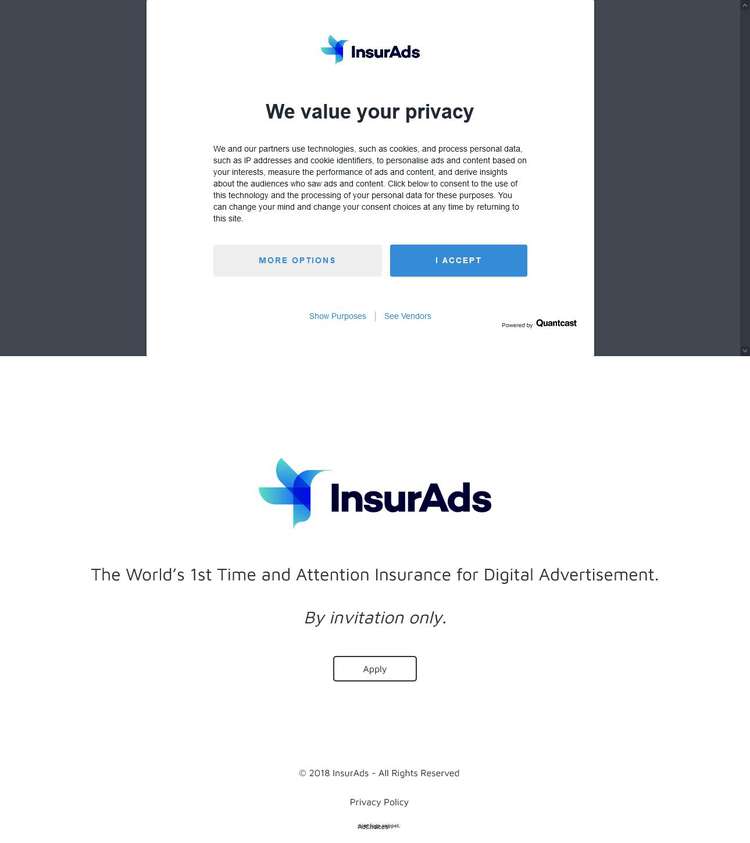 InsurAds
We value your privacy
We and our partners use technologies, such as cookies, and process personal data,
such as IP addresses and cookie identifiers, to personalise ads and content based on
your interests, measure the performance of ads and content, and derive insights
about the audiences who saw ads and content. Click below to consent to the use of
this technology and the processing of your personal data for these purposes. You
can change your mind and change your consent choices at any time by returning to
this site.
MORE OPTIONS
I ACCEPT
Show Purposes
See Vendors
Powered by Quantcast
InsurAds
The World's 1st Time and Attention Insurance for Digital Advertisement.
By invitation only.
Apply
© 2018 InsurAds - All Rights Reserved
Privacy Policy